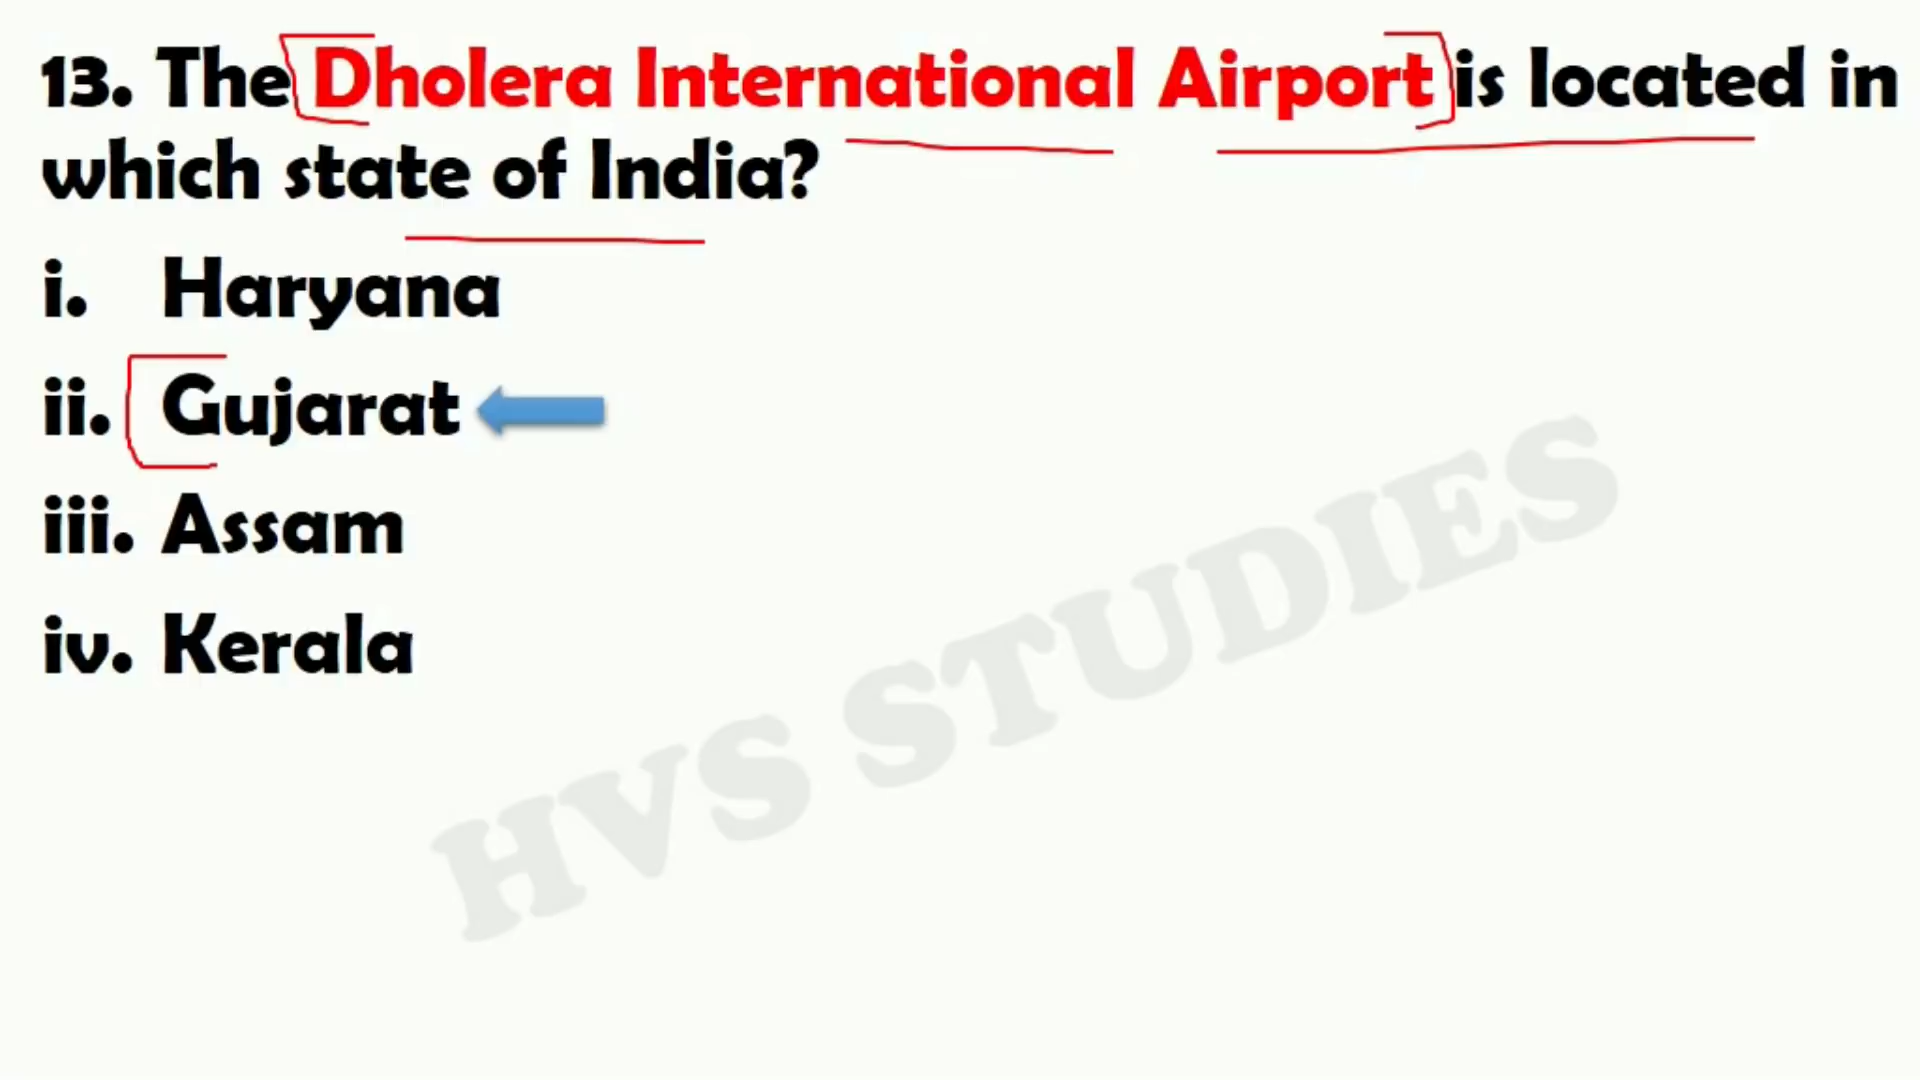 13. The Dholera International Airport is located in
which state of India?
i. Haryana
ii. Gujarat
iii. Assam
iv. Kerala
HVS STUDIES